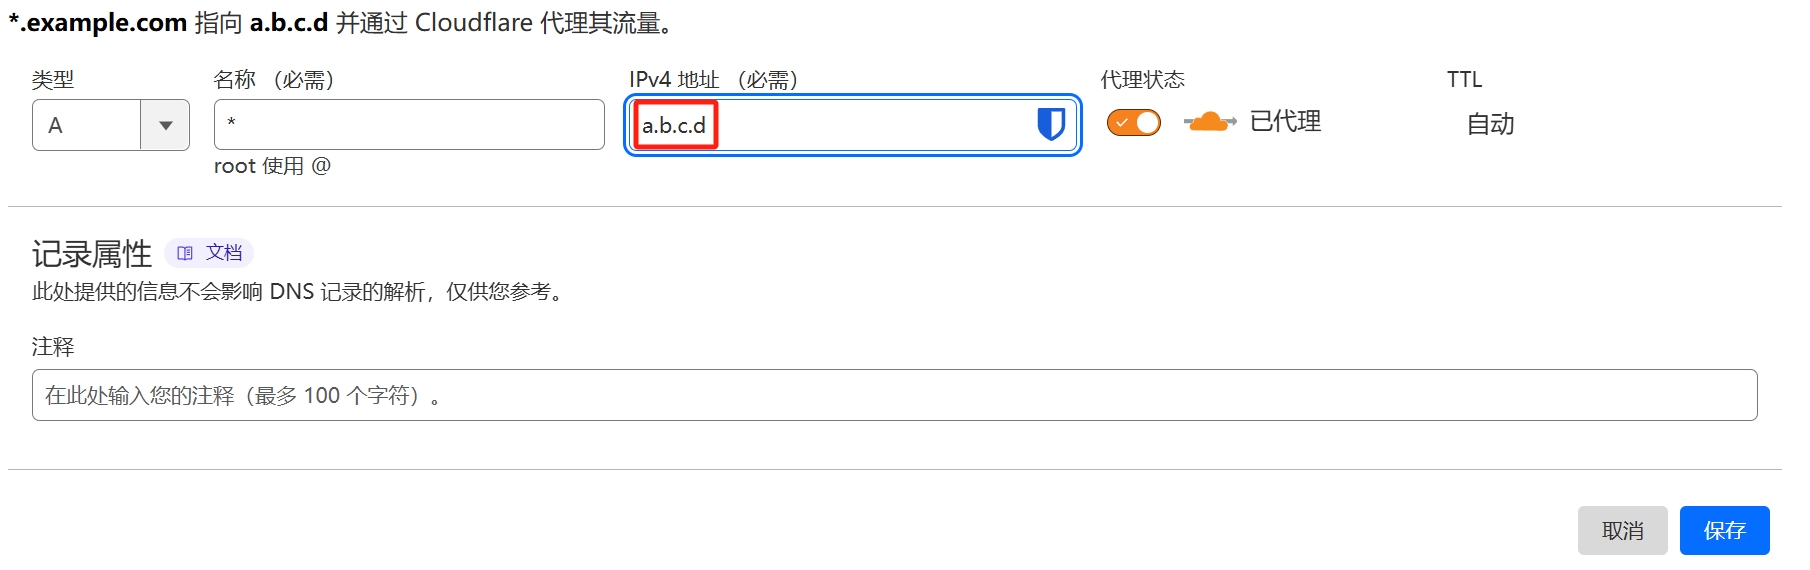 *.example.com 指向 a.b.c.d 并通过 Cloudflare 代理其流量。
类型 名称 （必需） IPv4 地址 （必需） 代理状态 TTL
A * a.b.c.d 已代理 自动
root 使用 @
记录属性 文档
此处提供的信息不会影响 DNS 记录的解析，仅供您参考。
注释
在此处输入您的注释（最多 100 个字符）。
取消 保存